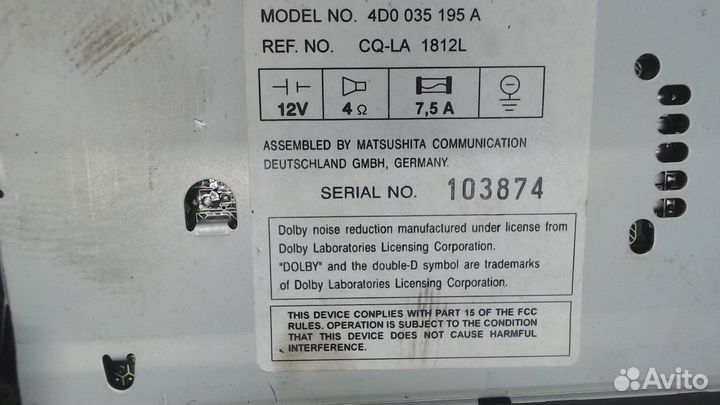 MODEL NO. 4D0 035 195 A
REF. NO. CQ-LA 1812L
12V 4Ω 7,5 A
ASSEMBLED BY MATSUSHITA COMMUNICATION
DEUTSCHLAND GMBH, GERMANY.
SERIAL NO. 103874
Dolby noise reduction manufactured under license from
Dolby Laboratories Licensing Corporation.
"DOLBY" and the double-D symbol are trademarks
of Dolby Laboratories Licensing Corporation.
THIS DEVICE COMPLIES WITH PART 15 OF THE FCC
RULES. OPERATION IS SUBJECT TO THE CONDITION
THAT THIS DEVICE DOES NOT CAUSE HARMFUL
INTERFERENCE.
Avito